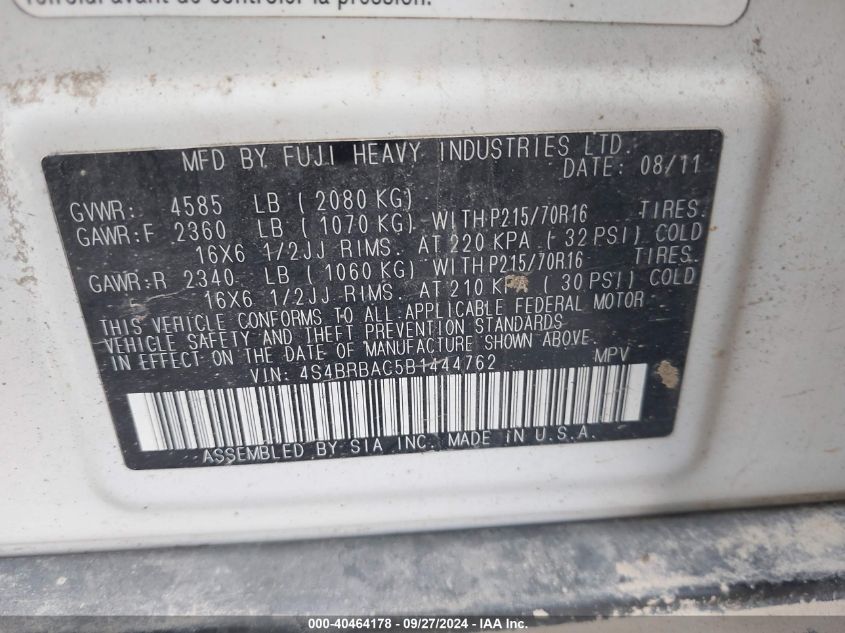 de contrôler la pression.
MFD BY FUJI HEAVY INDUSTRIES LTD.
DATE: 08/11
GVWR: 4585 LB ( 2080 KG)
GAWR:F 2360 LB ( 1070 KG) WITH P215/70R16 TIRES.
16X6 1/2JJ RIMS. AT 220 KPA ( 32 PSI) COLD
GAWR:R 2340 LB ( 1060 KG) WITH P215/70R16 TIRES.
16X6 1/2JJ RIMS. AT 210 KPA ( 30 PSI) COLD
THIS VEHICLE CONFORMS TO ALL APPLICABLE FEDERAL MOTOR
VEHICLE SAFETY AND THEFT PREVENTION STANDARDS
IN EFFECT ON THE DATE OF MANUFACTURE SHOWN ABOVE.
VIN: 4S4BRBAC5B1444762 MPV
ASSEMBLED BY SIA INC. MADE IN U.S.A.
000-40464178 - 09/27/2024 - IAA Inc.